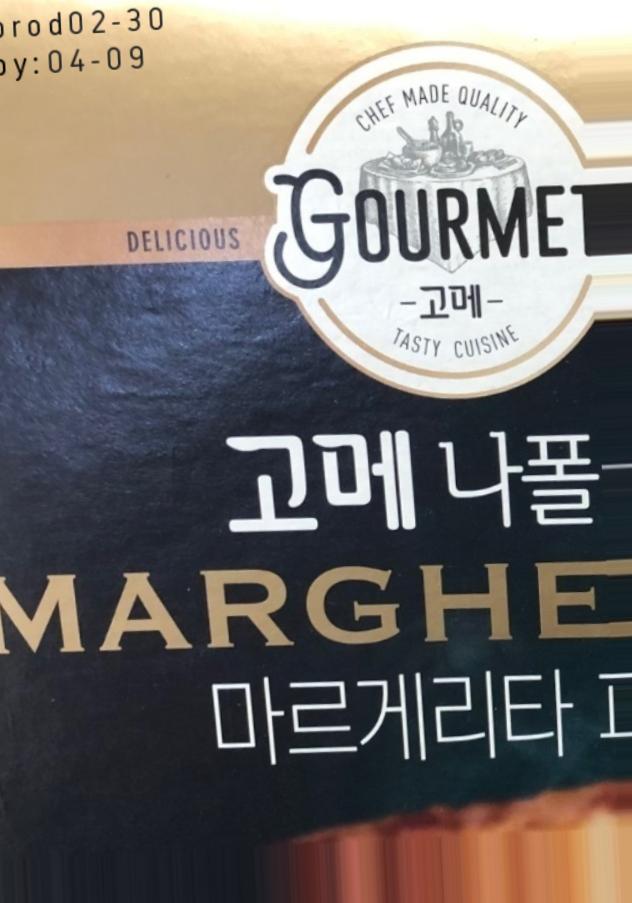 prod02-30
by:04-09
CHEF MADE QUALITY
DELICIOUS
GOURMET
-고메-
TASTY CUISINE
고메 나폴
MARGHE
마르게리타